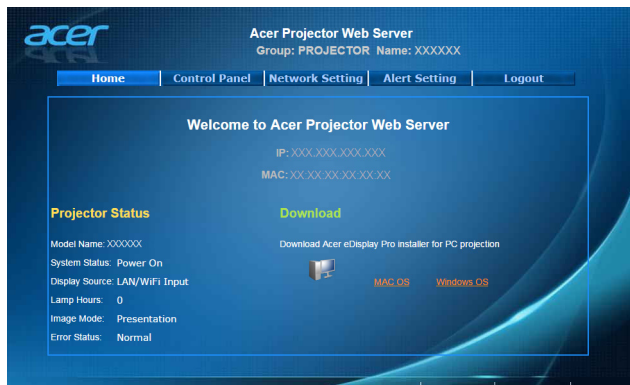 acer
Acer Projector Web Server
Group: PROJECTOR Name: XXXXXX
Home Control Panel Network Setting Alert Setting Logout
Welcome to Acer Projector Web Server
IP: XXX.XXX.XXX.XXX
MAC: XX:XX:XX:XX:XX:XX
Projector Status Download
Model Name: XXXXXX Download Acer eDisplay Pro installer for PC projection
System Status: Power On
Display Source: LAN/WiFi Input MAC OS Windows OS
Lamp Hours: 0
Image Mode: Presentation
Error Status: Normal